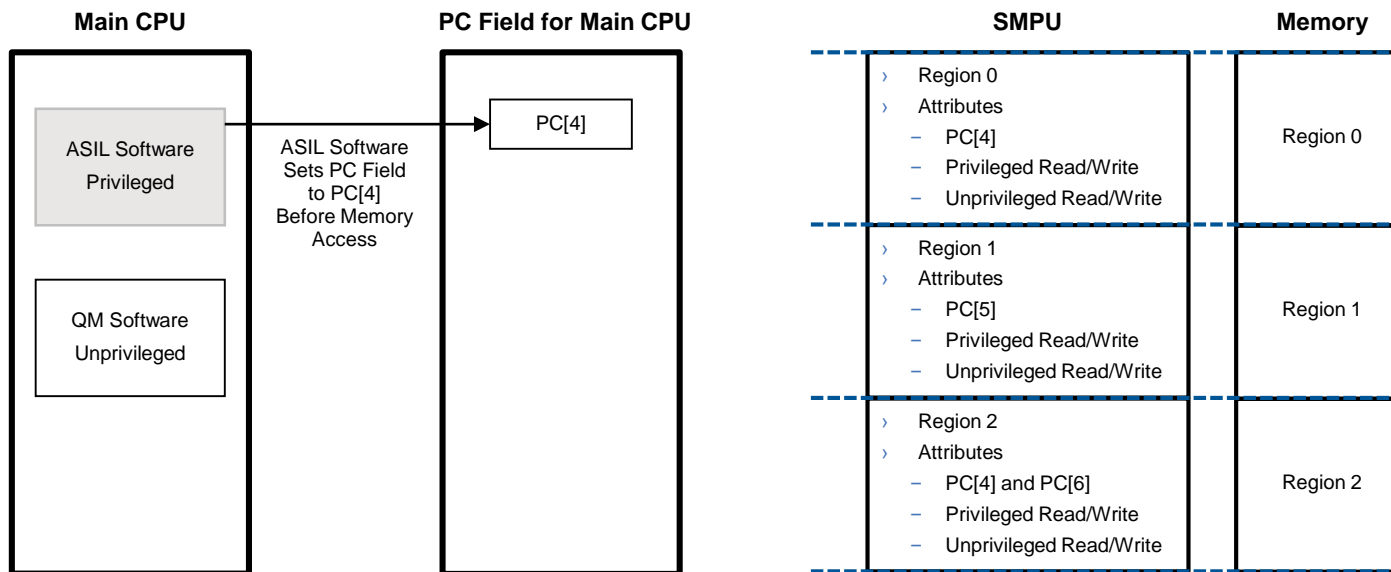 Main CPU
PC Field for Main CPU
SMPU
Memory
ASIL Software
Privileged
ASIL Software
Sets PC Field
to PC[4]
Before Memory
Access
PC[4]
QM Software
Unprivileged
› Region 0
› Attributes
– PC[4]
– Privileged Read/Write
– Unprivileged Read/Write
Region 0
› Region 1
› Attributes
– PC[5]
– Privileged Read/Write
– Unprivileged Read/Write
Region 1
› Region 2
› Attributes
– PC[4] and PC[6]
– Privileged Read/Write
– Unprivileged Read/Write
Region 2